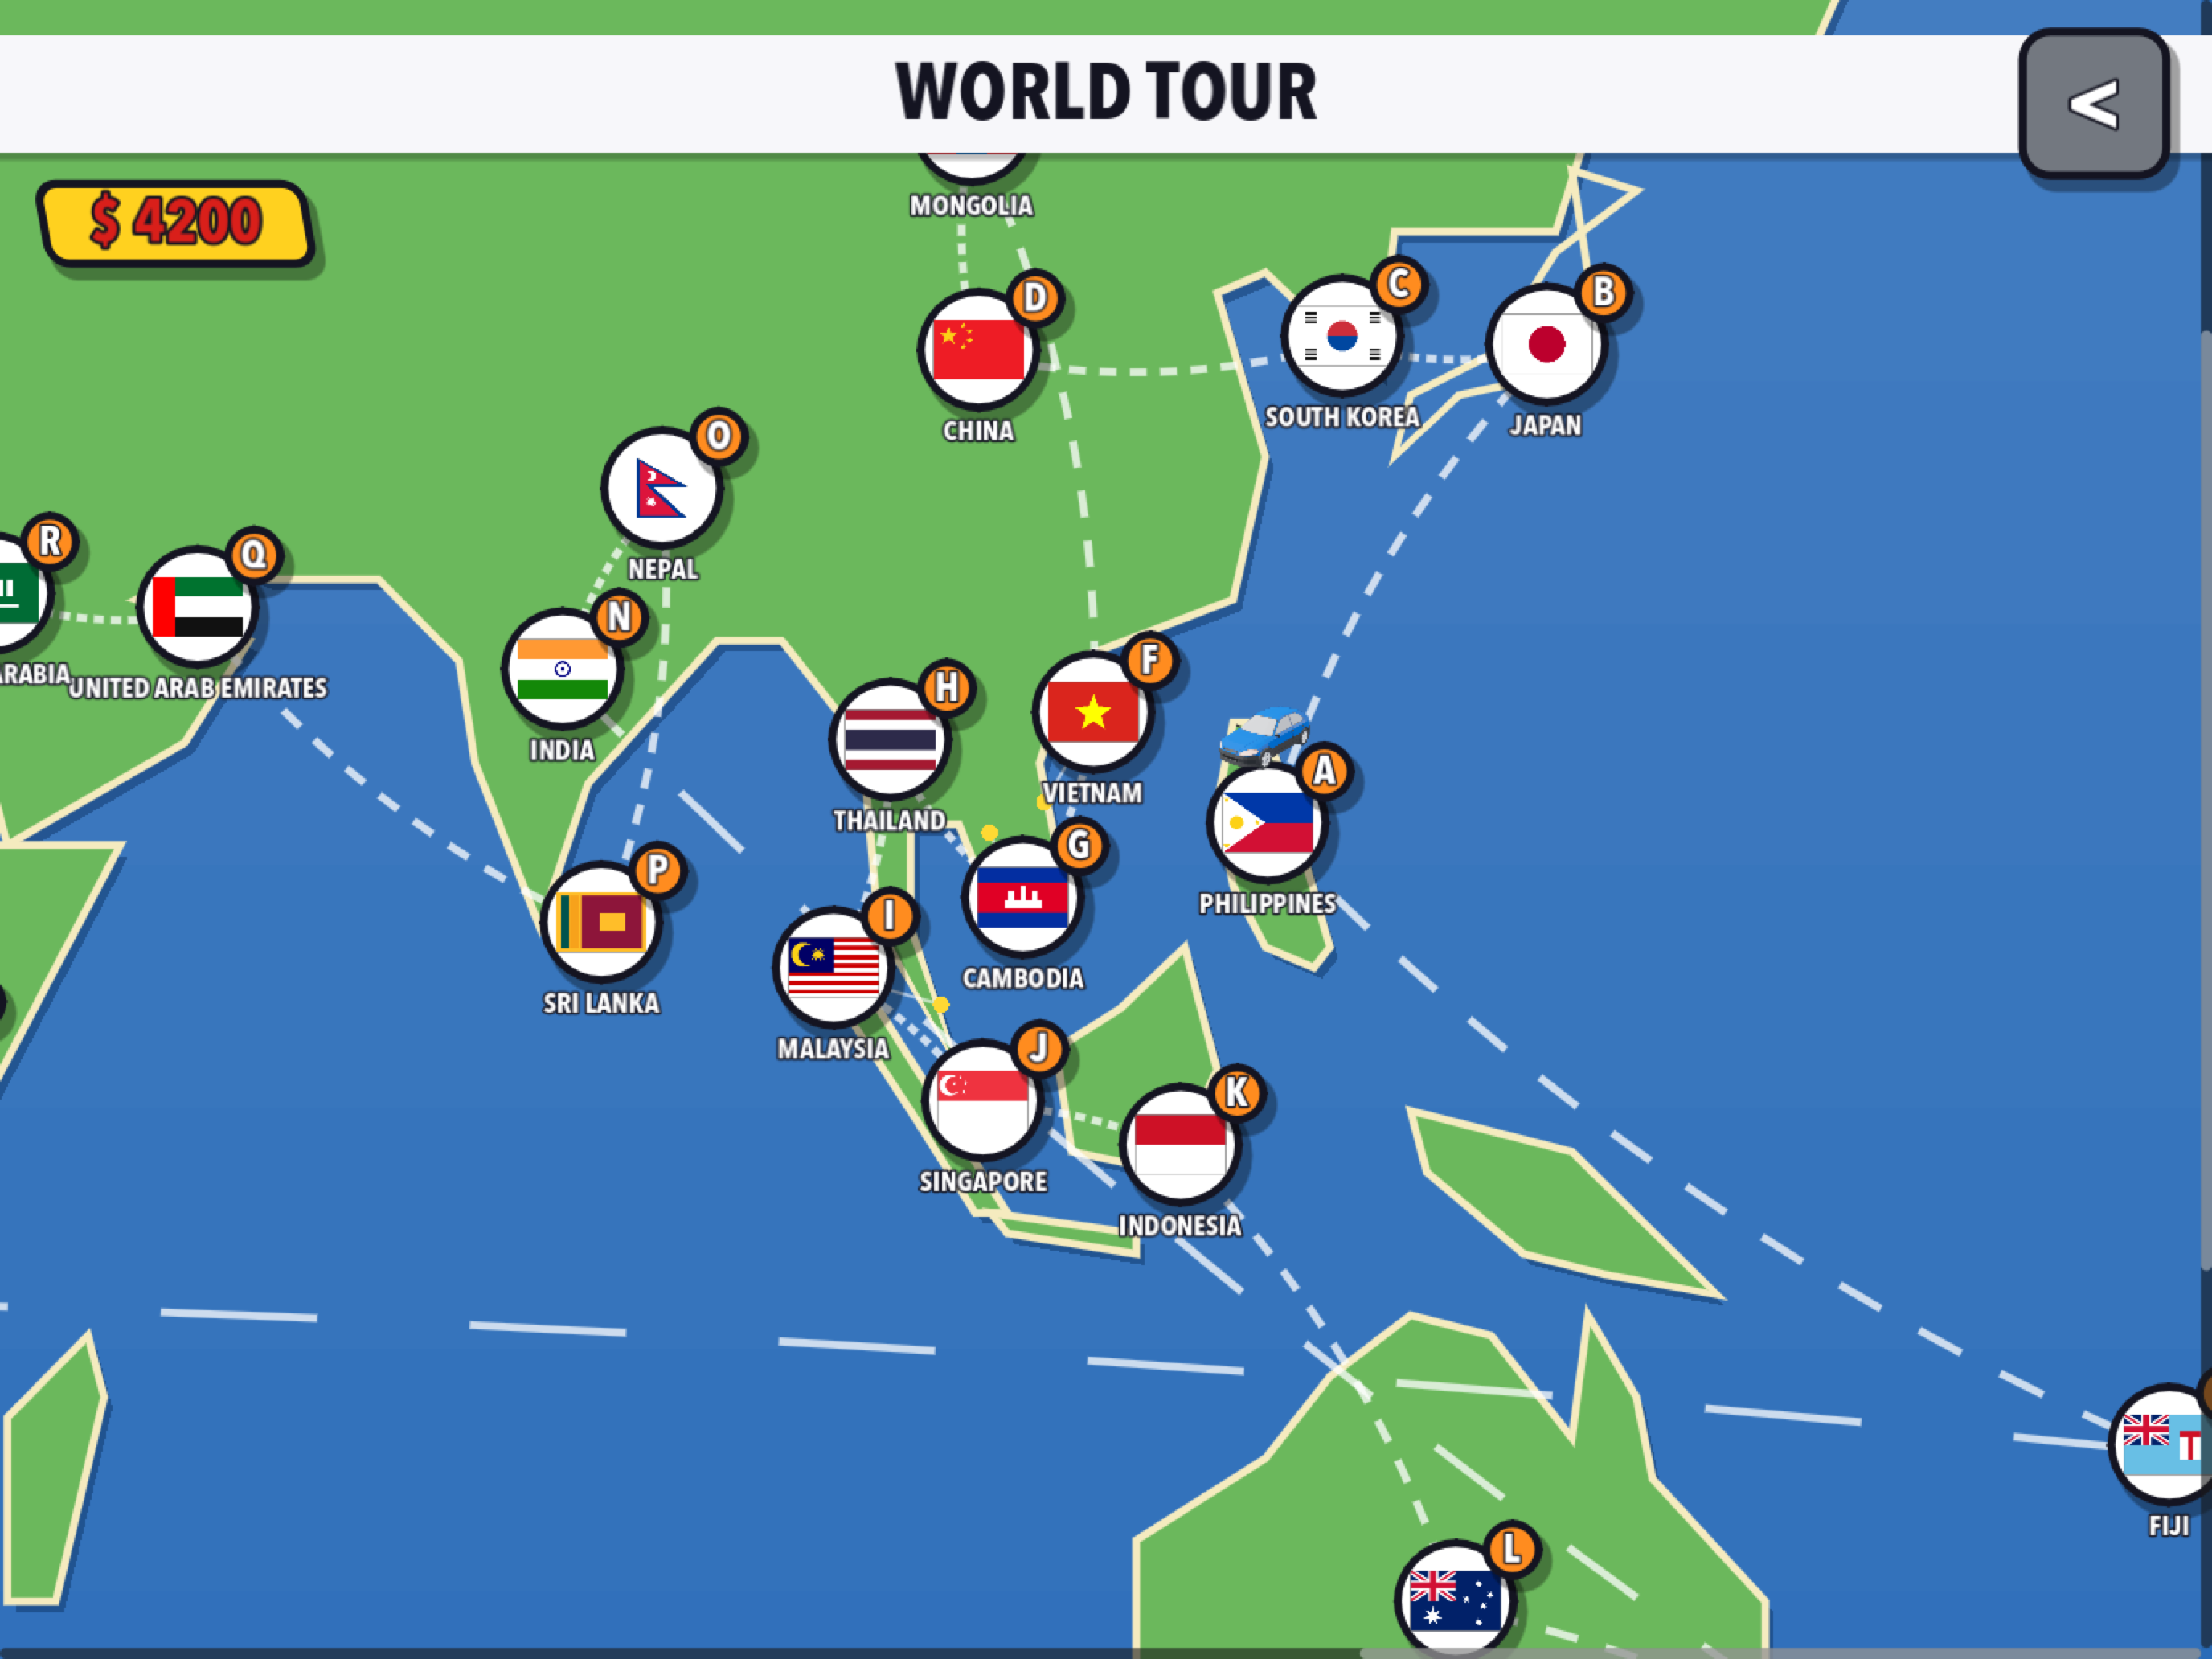 WORLD TOUR
<
$ 4200
MONGOLIA
D
CHINA
C
SOUTH KOREA
B
JAPAN
O
NEPAL
R
ARABIA
Q
UNITED ARAB EMIRATES
N
INDIA
H
THAILAND
F
VIETNAM
A
PHILIPPINES
P
SRI LANKA
G
CAMBODIA
I
MALAYSIA
J
SINGAPORE
K
INDONESIA
FIJI
L